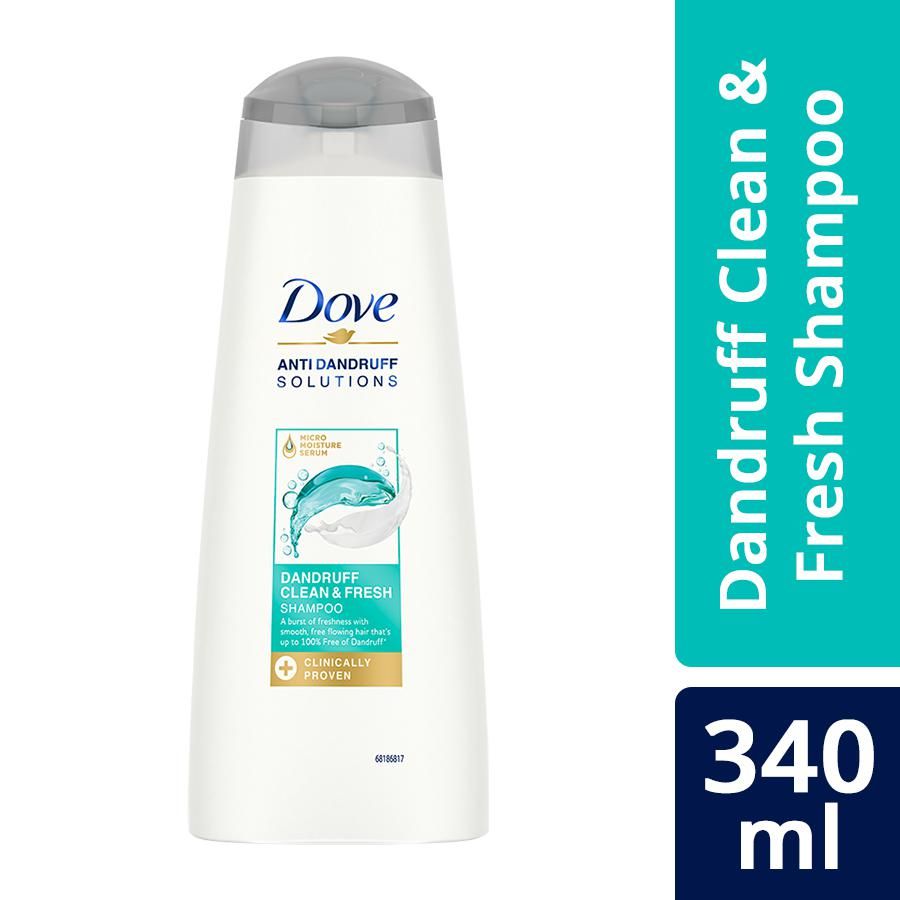 Dove
ANTI DANDRUFF
SOLUTIONS
MICRO
MOISTURE
SERUM
DANDRUFF
CLEAN & FRESH
SHAMPOO
A burst of freshness with
smooth, free flowing hair that's
up to 100% Free of Dandruff*
+ CLINICALLY
PROVEN
68186817
Dandruff Clean &
Fresh Shampoo
340
ml